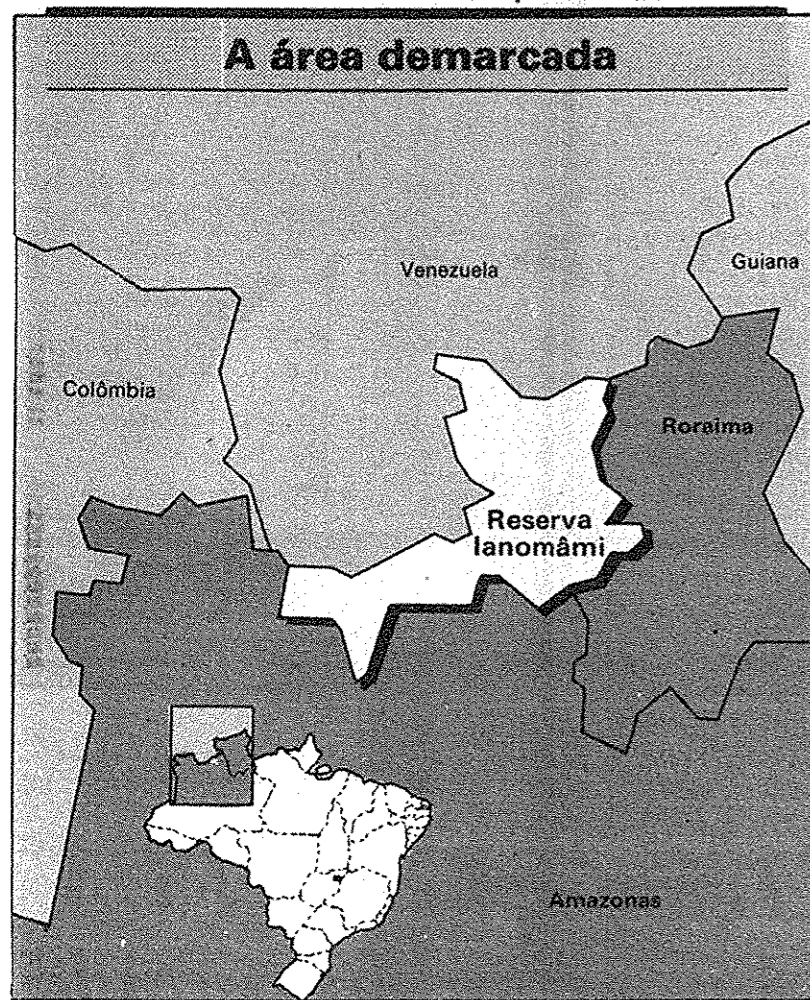 A área demarcada
Venezuela
Guiana
Colômbia
Roraima
Reserva
Ianomâmi
Amazonas